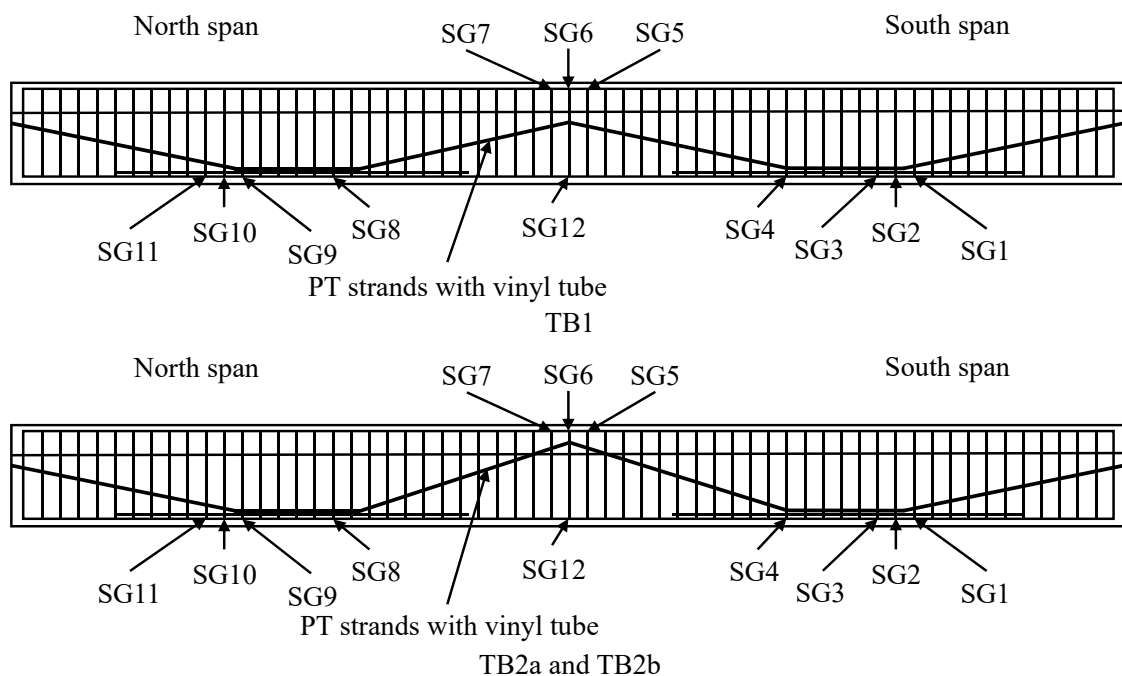 North span
SG7
SG6
SG5
South span
SG11
SG10
SG9
SG8
SG12
SG4
SG3
SG2
SG1
PT strands with vinyl tube
TB1
North span
SG7
SG6
SG5
South span
SG11
SG10
SG9
SG8
SG12
SG4
SG3
SG2
SG1
PT strands with vinyl tube
TB2a and TB2b